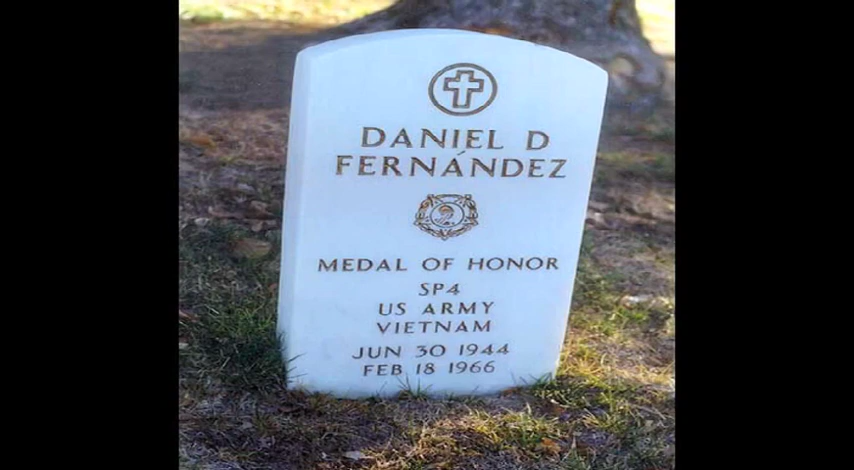 DANIEL D
FERNÁNDEZ
MEDAL OF HONOR
SP4
US ARMY
VIETNAM
JUN 30 1944
FEB 18 1966